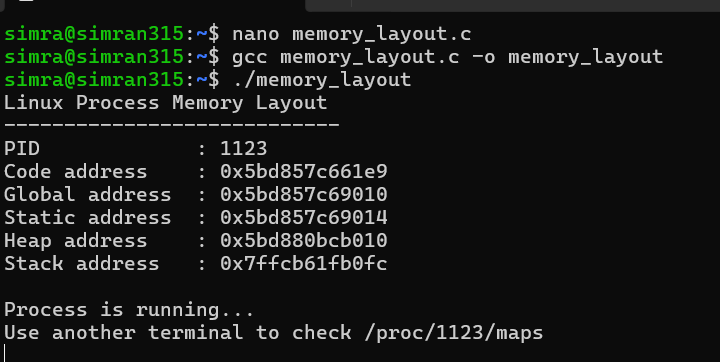 simra@simran315:~$ nano memory_layout.c
simra@simran315:~$ gcc memory_layout.c -o memory_layout
simra@simran315:~$ ./memory_layout
Linux Process Memory Layout
----------------------------
PID             : 1123
Code address    : 0x5bd857c661e9
Global address  : 0x5bd857c69010
Static address  : 0x5bd857c69014
Heap address    : 0x5bd880bcb010
Stack address   : 0x7ffcb61fb0fc

Process is running...
Use another terminal to check /proc/1123/maps